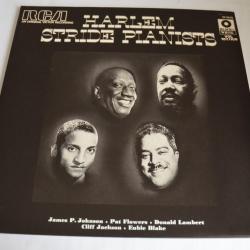 RCA
HARLEM
STRIDE PIANISTS
James P. Johnson • Pat Flowers • Donald Lambert
Cliff Jackson • Eubie Blake